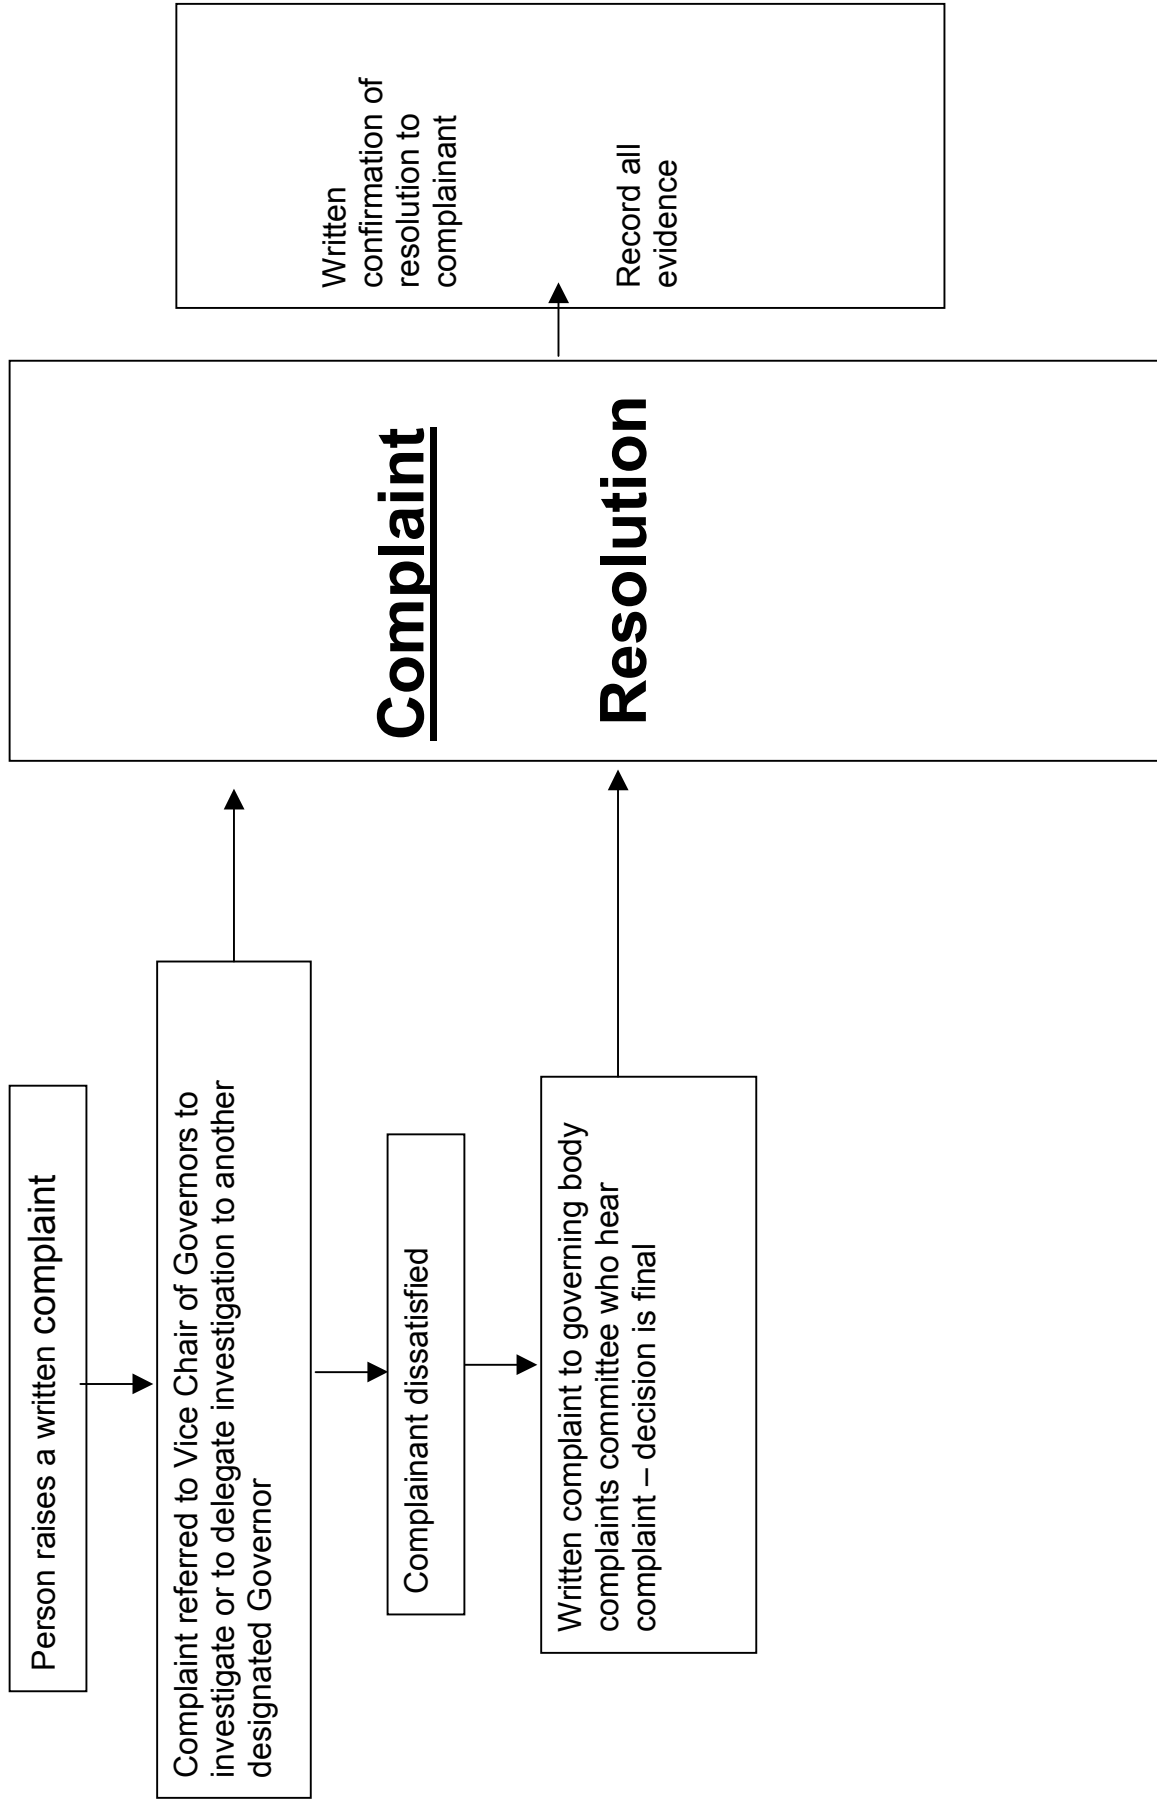 Person raises a written complaint
Complaint referred to Vice Chair of Governors to
investigate or to delegate investigation to another
designated Governor
Complainant dissatisfied
Written complaint to governing body
complaints committee who hear
complaint – decision is final
Complaint
Resolution
Written
confirmation of
resolution to
complainant
Record all
evidence